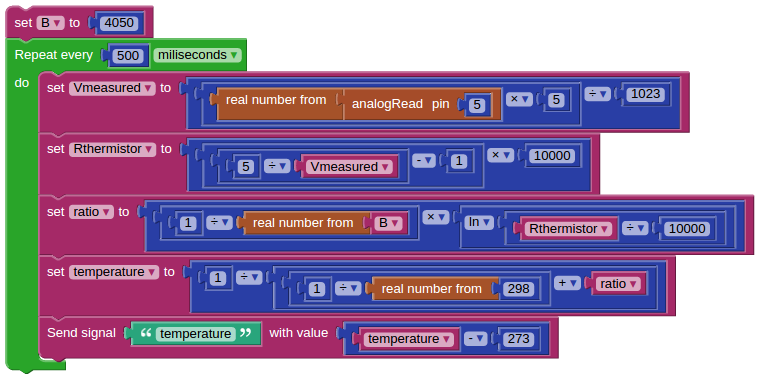 set B ▾ to 4050
Repeat every 500 miliseconds ▾
do
set Vmeasured ▾ to real number from analogRead pin 5 × ▾ 5 ÷ ▾ 1023
set Rthermistor ▾ to 5 ÷ ▾ Vmeasured ▾ - ▾ 1 × ▾ 10000
set ratio ▾ to 1 ÷ ▾ real number from B ▾ × ▾ ln ▾ Rthermistor ▾ ÷ ▾ 10000
set temperature ▾ to 1 ÷ ▾ 1 ÷ ▾ real number from 298 + ▾ ratio ▾
Send signal “ temperature ” with value temperature ▾ - ▾ 273